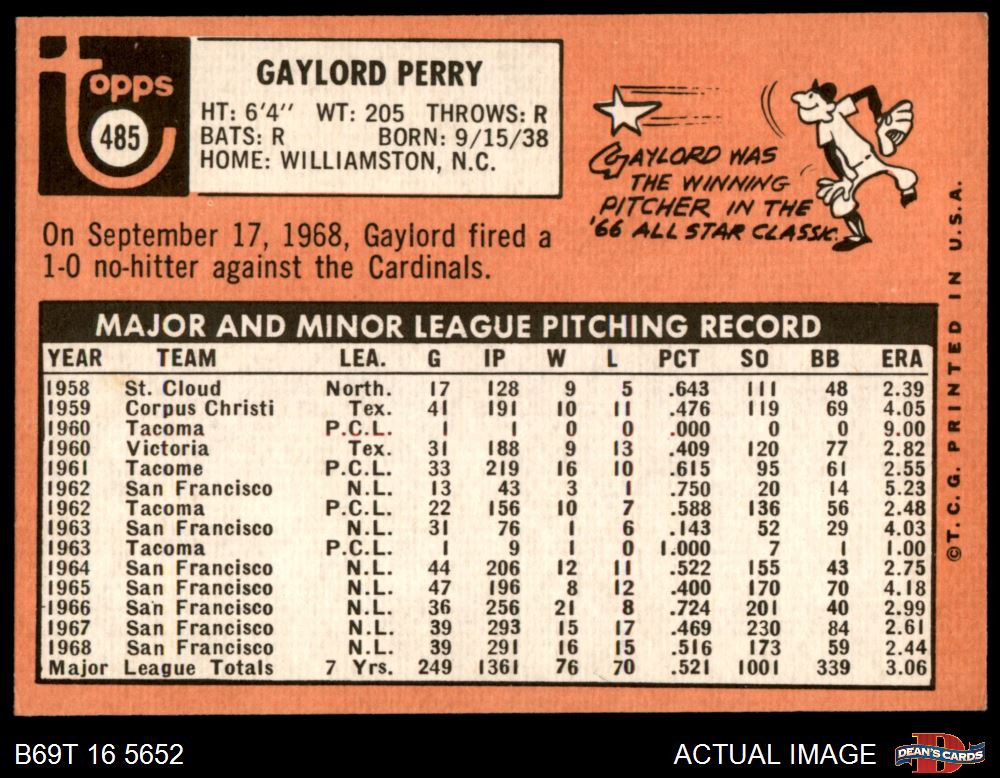 Topps
485
GAYLORD PERRY
HT: 6'4" WT: 205 THROWS: R
BATS: R BORN: 9/15/38
HOME: WILLIAMSTON, N.C.
GAYLORD WAS
THE WINNING
PITCHER IN THE
'66 ALL STAR CLASSIC.
On September 17, 1968, Gaylord fired a
1-0 no-hitter against the Cardinals.
MAJOR AND MINOR LEAGUE PITCHING RECORD
YEAR TEAM LEA. G IP W L PCT SO BB ERA
1958 St. Cloud North. 17 128 9 5 .643 111 48 2.39
1959 Corpus Christi Tex. 41 191 10 11 .476 119 69 4.05
1960 Tacoma P.C.L. 1 1 0 0 .000 0 0 9.00
1960 Victoria Tex. 31 188 9 13 .409 120 77 2.82
1961 Tacome P.C.L. 33 219 16 10 .615 95 61 2.55
1962 San Francisco N.L. 13 43 3 1 .750 20 14 5.23
1962 Tacoma P.C.L. 22 156 10 7 .588 136 56 2.48
1963 San Francisco N.L. 31 76 1 6 .143 52 29 4.03
1963 Tacoma P.C.L. 1 9 1 0 1.000 7 1 1.00
1964 San Francisco N.L. 44 206 12 11 .522 155 43 2.75
1965 San Francisco N.L. 47 196 8 12 .400 170 70 4.18
1966 San Francisco N.L. 36 256 21 8 .724 201 40 2.99
1967 San Francisco N.L. 39 293 15 17 .469 230 84 2.61
1968 San Francisco N.L. 39 291 16 15 .516 173 59 2.44
Major League Totals 7 Yrs. 249 1361 76 70 .521 1001 339 3.06
©T. C. G. PRINTED IN U.S.A.
B69T 16 5652
ACTUAL IMAGE
DEAN'S CARDS